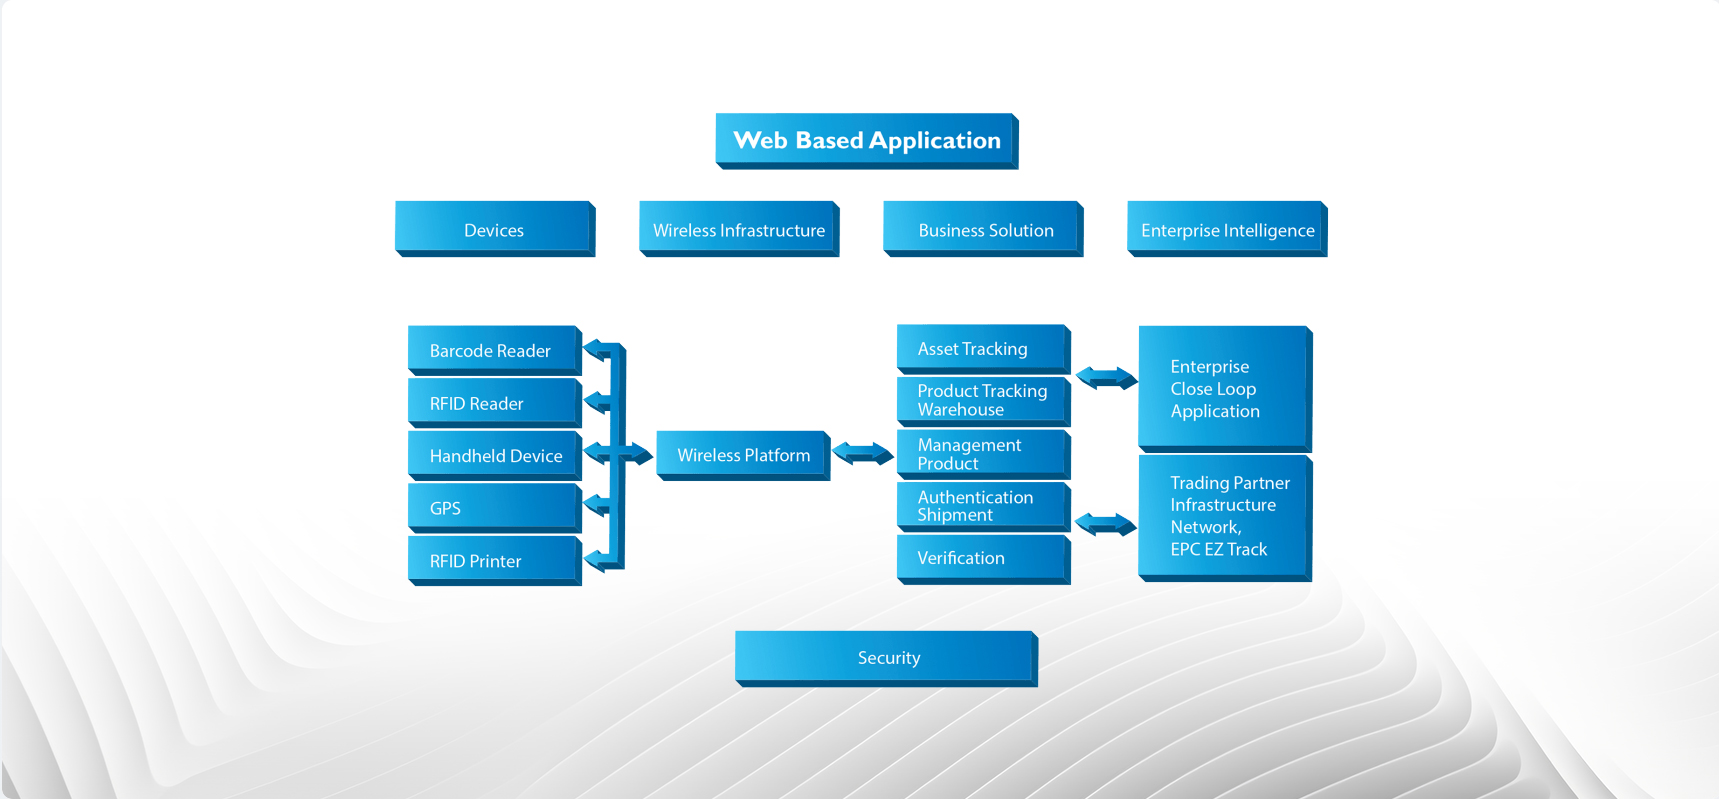 Web Based Application
Devices
Wireless Infrastructure
Business Solution
Enterprise Intelligence
Barcode Reader
RFID Reader
Handheld Device
GPS
RFID Printer
Wireless Platform
Asset Tracking
Product Tracking
Warehouse
Management
Product
Authentication
Shipment
Verification
Enterprise
Close Loop
Application
Trading Partner
Infrastructure
Network,
EPC EZ Track
Security